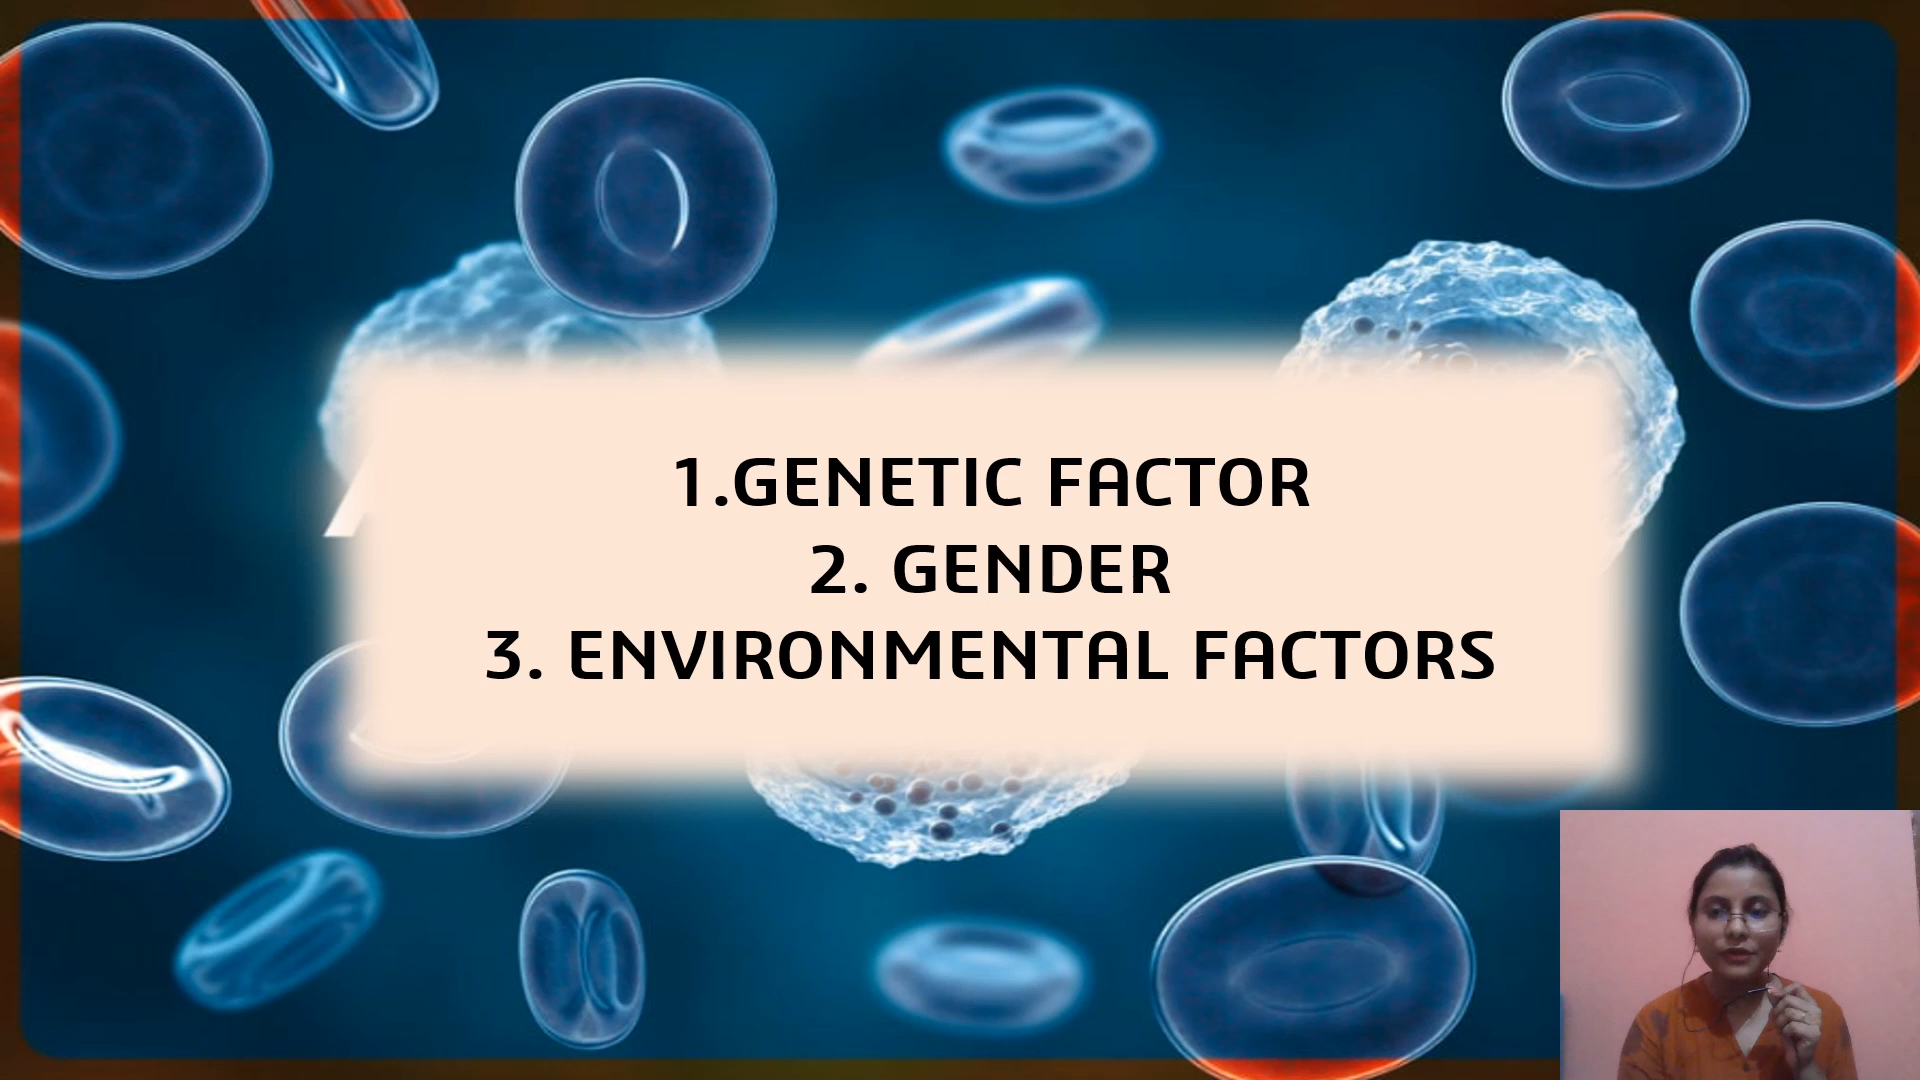 1.GENETIC FACTOR
2. GENDER
3. ENVIRONMENTAL FACTORS